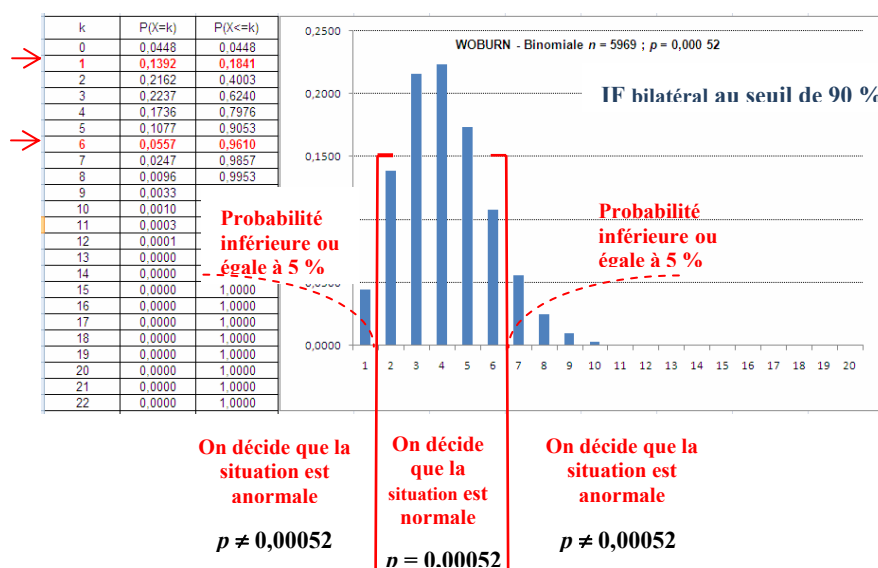 k P(X=k) P(X<=k)
0 0,0448 0,0448
1 0,1392 0,1841
2 0,2162 0,4003
3 0,2237 0,6240
4 0,1736 0,7976
5 0,1077 0,9053
6 0,0557 0,9610
7 0,0247 0,9857
8 0,0096 0,9953
9 0,0033
10 0,0010
11 0,0003
12 0,0001
13 0,0000
14 0,0000
15 0,0000 1,0000
16 0,0000 1,0000
17 0,0000 1,0000
18 0,0000 1,0000
19 0,0000 1,0000
20 0,0000 1,0000
21 0,0000 1,0000
22 0,0000 1,0000
WOBURN - Binomiale n = 5969 ; p = 0,000 52
IF bilatéral au seuil de 90 %
0,2500
0,2000
0,1500
0,0000
Probabilité
inférieure ou
égale à 5 %
Probabilité
inférieure ou
égale à 5 %
1 2 3 4 5 6 7 8 9 10 11 12 13 14 15 16 17 18 19 20
On décide que la
situation est
anormale
p ≠ 0,00052
On décide
que la
situation est
normale
p = 0,00052
On décide que la
situation est
anormale
p ≠ 0,00052